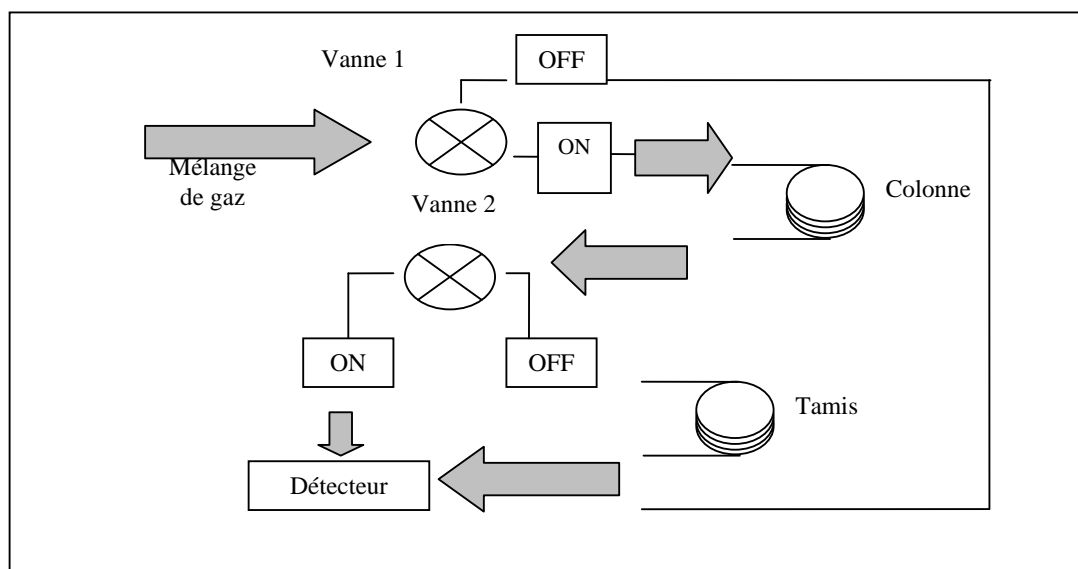 Vanne 1
OFF
Mélange
de gaz
ON
Colonne
Vanne 2
ON
OFF
Tamis
Détecteur